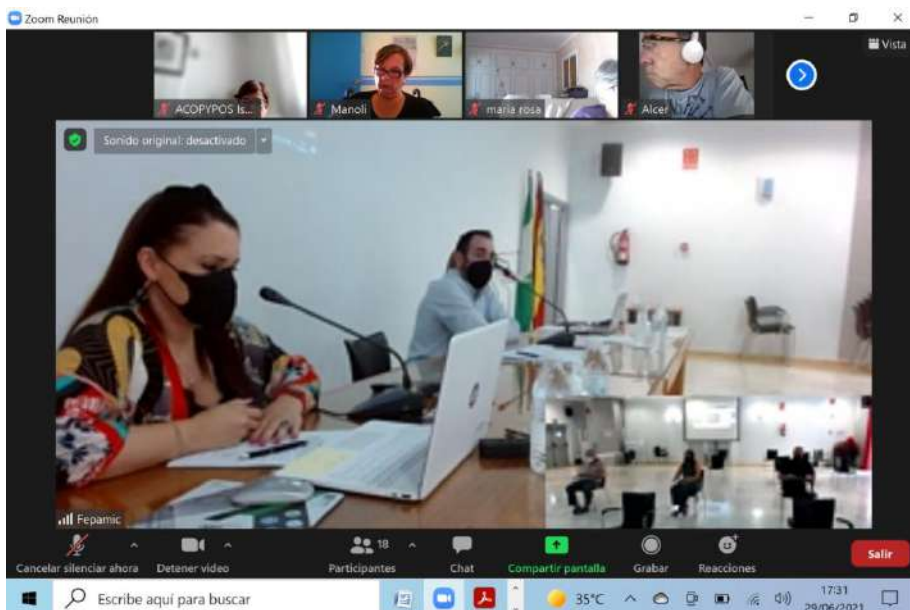 Zoom Reunión
Vista
ACOPYPOS Is...
Manoli
maria rosa
Alcer
Sonido original: desactivado
Fepamic
18
Cancelar silenciar ahora
Detener video
Participantes
Chat
Compartir pantalla
Grabar
Reacciones
Salir
Escribe aquí para buscar
35°C
17:31
29/06/2021